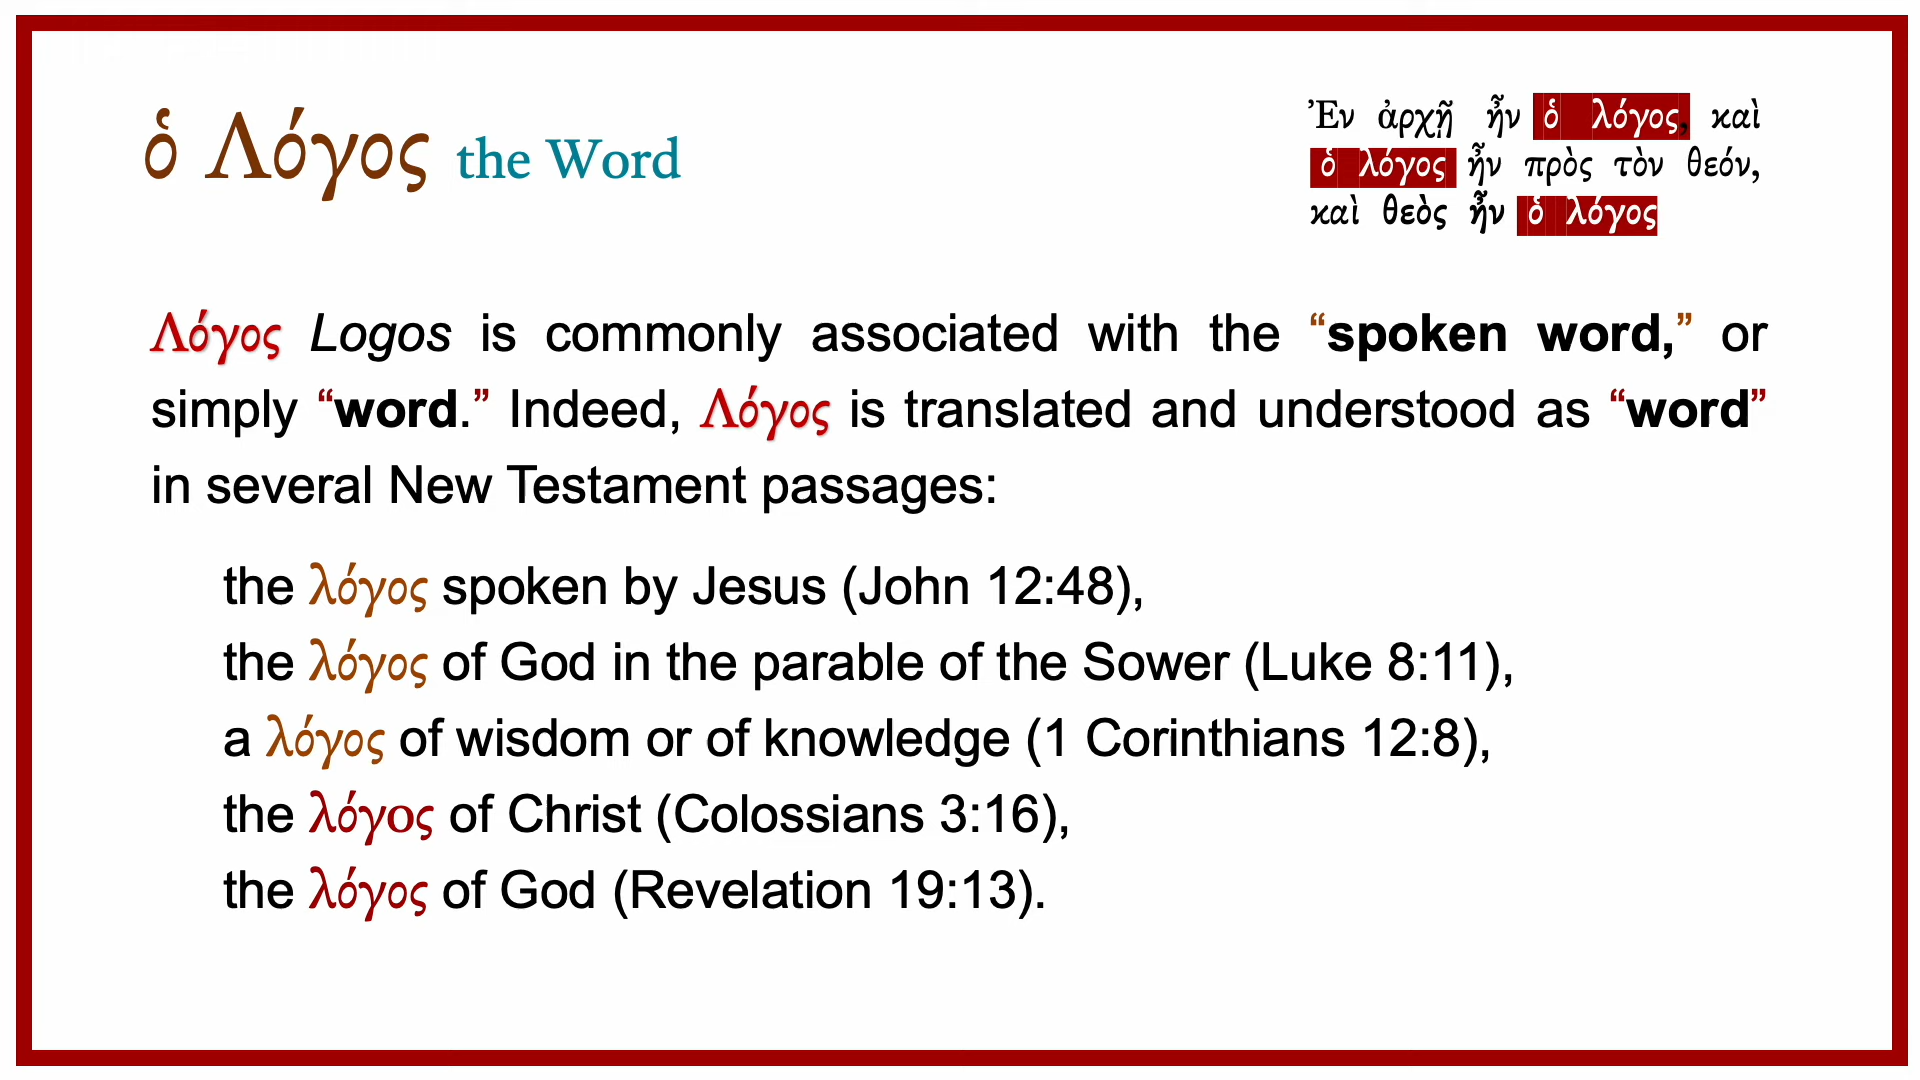 ὁ Λόγος the Word
Ἐν ἀρχῇ ἦν ὁ λόγος, καὶ
ὁ λόγος ἦν πρὸς τὸν θεόν,
καὶ θεὸς ἦν ὁ λόγος
Λόγος Logos is commonly associated with the “spoken word,” or
simply “word.” Indeed, Λόγος is translated and understood as “word”
in several New Testament passages:
the λόγος spoken by Jesus (John 12:48),
the λόγος of God in the parable of the Sower (Luke 8:11),
a λόγος of wisdom or of knowledge (1 Corinthians 12:8),
the λόγος of Christ (Colossians 3:16),
the λόγος of God (Revelation 19:13).